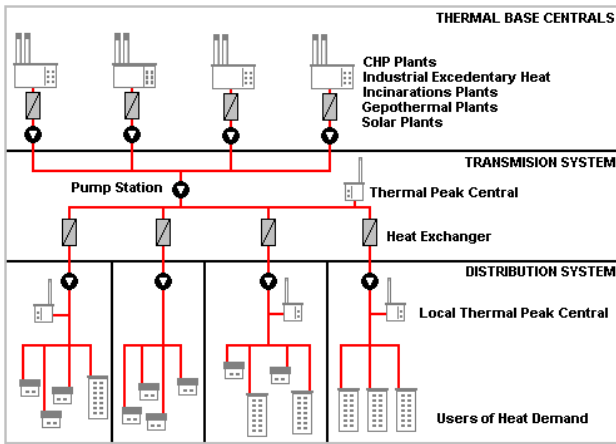 THERMAL BASE CENTRALS
CHP Plants
Industrial Excedentary Heat
Incinarations Plants
Gepothermal Plants
Solar Plants
TRANSMISION SYSTEM
Pump Station
Thermal Peak Central
Heat Exchanger
DISTRIBUTION SYSTEM
Local Thermal Peak Central
Users of Heat Demand